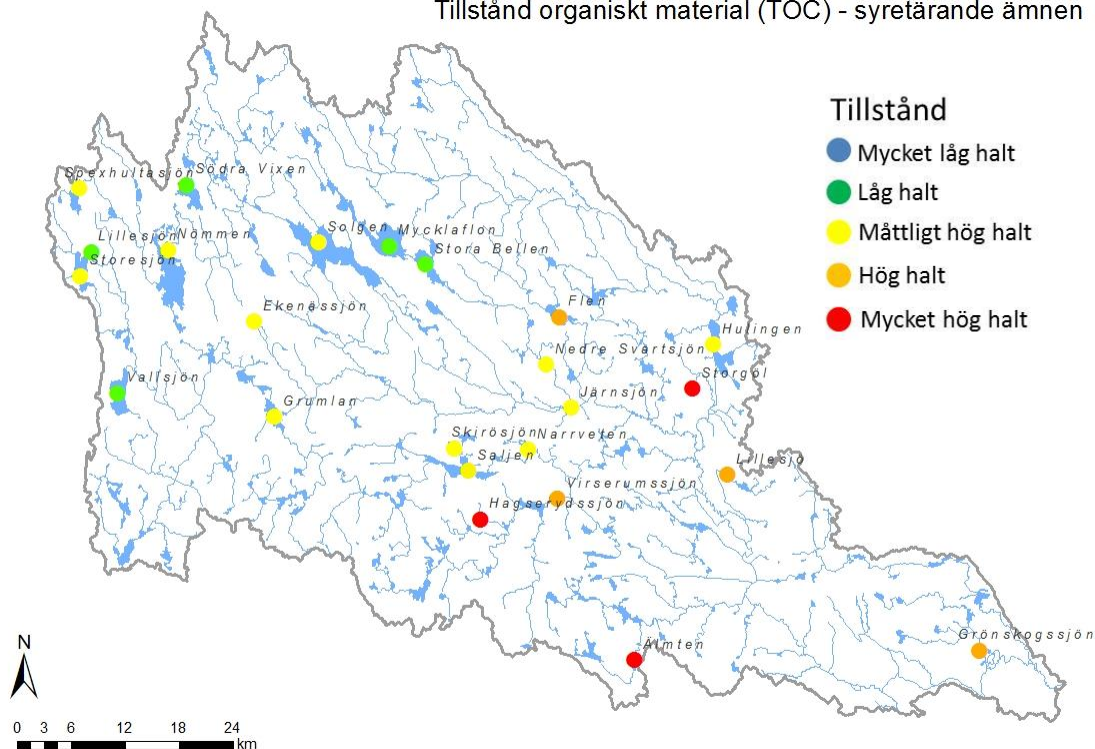 Tillstånd organiskt material (TOC) - syretärande ämnen
Tillstånd
Mycket låg halt
Låg halt
Måttligt hög halt
Hög halt
Mycket hög halt
Spexhultasjön
Södra Vixen
Lillesjön
Nömmen
Solgen
Mycklaflon
Storesjön
Stora Bellen
Ekenässjön
Flen
Hulingen
Nedre Svartsjön
Storgöl
Vallsjön
Grumlan
Järnsjön
Skirösjön
Narrveten
Saljen
Lillesjö
Virserumssjön
Hagserydssjön
Älmten
Grönskogssjön
N
0 3 6 12 18 24
km